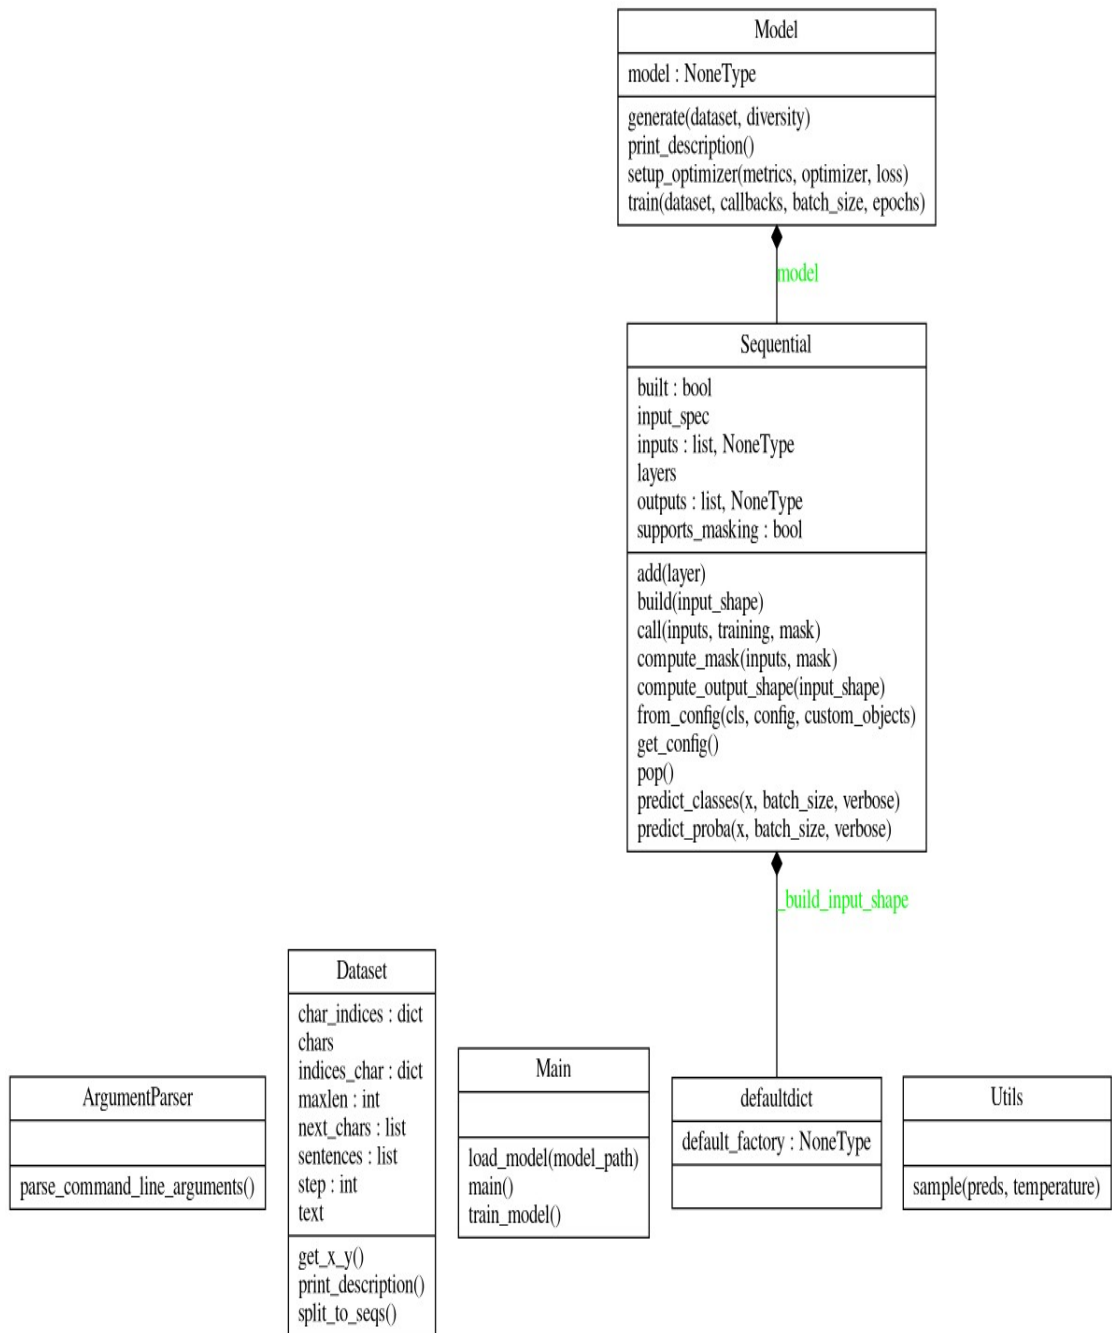 Model
model : NoneType
generate(dataset, diversity)
print_description()
setup_optimizer(metrics, optimizer, loss)
train(dataset, callbacks, batch_size, epochs)
model
Sequential
built : bool
input_spec
inputs : list, NoneType
layers
outputs : list, NoneType
supports_masking : bool
add(layer)
build(input_shape)
call(inputs, training, mask)
compute_mask(inputs, mask)
compute_output_shape(input_shape)
from_config(cls, config, custom_objects)
get_config()
pop()
predict_classes(x, batch_size, verbose)
predict_proba(x, batch_size, verbose)
_build_input_shape
ArgumentParser
parse_command_line_arguments()
Dataset
char_indices : dict
chars
indices_char : dict
maxlen : int
next_chars : list
sentences : list
step : int
text
get_x_y()
print_description()
split_to_seqs()
Main
load_model(model_path)
main()
train_model()
defaultdict
default_factory : NoneType
Utils
sample(preds, temperature)